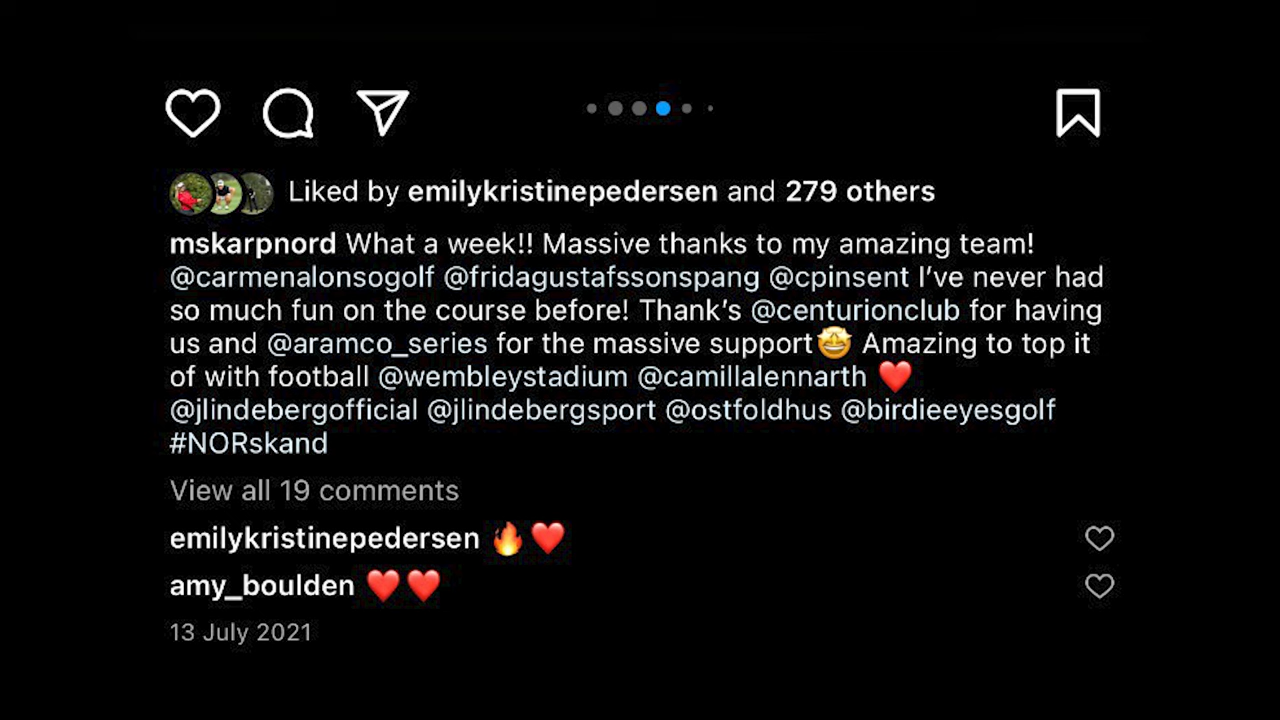 Liked by emilykristinepedersen and 279 others
mskarpnord What a week!! Massive thanks to my amazing team!
@carmenalonsogolf @fridagustafssonspang @cpinsent I’ve never had
so much fun on the course before! Thank’s @centurionclub for having
us and @aramco_series for the massive support🤩 Amazing to top it
of with football @wembleystadium @camillalennarth ❤️
@jlindebergofficial @jlindebergsport @ostfoldhus @birdieeyesgolf
#NORskand
View all 19 comments
emilykristinepedersen 🔥❤️
amy_boulden ❤️❤️
13 July 2021